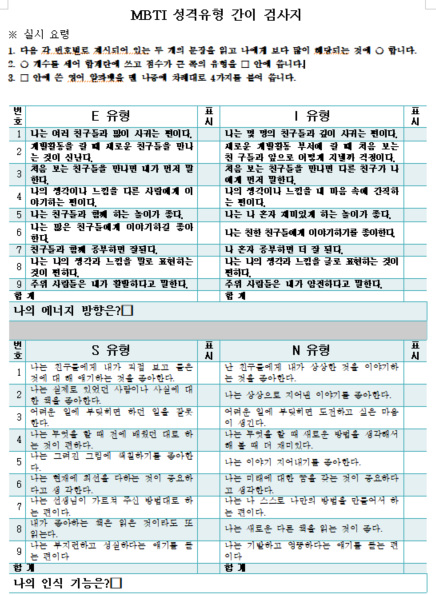 MBTI 성격유형 간이 검사지
※ 실시 요령
1. 다음 각 번호별로 제시되어 있는 두 개의 문장을 읽고 나에게 보다 많이 해당되는 것에 ○ 합니다.
2. ○ 개수를 세어 합계란에 쓰고 점수가 큰 쪽의 유형을 □ 안에 씁니다.
3. □ 안에 쓴 영어 알파벳을 맨 나중에 차례대로 4가지를 붙여 씁니다.
번호 E 유형 표시 I 유형 표시
1 나는 여러 친구들과 많이 사귀는 편이다. 나는 몇 명의 친구들과 깊이 사귀는 편이다.
2 계발활동을 갈 때 새로운 친구들을 만나는 것이 신난다. 새로운 계발활동 부서에 갈 때 처음 보는 친구들과 앞으로 어떻게 지낼까 걱정이다.
3 처음 보는 친구들을 만나면 내가 먼저 말한다. 처음 보는 친구들을 만나면 다른 친구가 나에게 먼저 말한다.
4 나의 생각이나 느낌을 다른 사람에게 이야기하는 편이다. 나의 생각이나 느낌을 내 마음 속에 간직하는 편이다.
5 나는 친구들과 함께 하는 놀이가 좋다. 나는 나 혼자 재미있게 하는 놀이가 좋다.
6 나는 많은 친구들에게 이야기하길 좋아한다. 나는 친한 친구들에게 이야기하기를 좋아한다.
7 친구들과 함께 공부하면 잘된다. 나 혼자 공부하면 더 잘 된다.
8 나는 나의 생각과 느낌을 말로 표현하는 것이 편하다. 나는 나의 생각과 느낌을 글로 표현하는 것이 편하다.
9 주위 사람들은 내가 활발하다고 말한다. 주위 사람들은 내가 얌전하다고 말한다.
합 계 합 계
나의 에너지 방향은?□
번호 S 유형 표시 N 유형 표시
1 나는 친구들에게 내가 직접 보고 들은 것에 대 해 얘기하는 것을 좋아한다. 난 친구들에게 내가 상상한 것을 이야기하는 것을 좋아한다.
2 나는 실제로 있었던 사람이나 사실에 대한 책을 좋아한다. 나는 상상으로 지어낸 이야기를 좋아한다.
3 어려운 일에 부딪히면 하던 일을 잘못한다. 어려운 일에 부딪히면 도전하고 싶은 마음이 생긴다.
4 나는 무엇을 할 때 전에 배웠던 대로 하는 것이 편하다. 나는 무엇을 할 때 새로운 방법을 생각해서 해 볼 때 더 재미있다.
5 나는 그려진 그림에 색칠하기를 좋아한다. 나는 이야기 지어내기를 좋아한다.
6 나는 현재에 최선을 다하는 것이 중요하다고 생 각한다. 나는 미래에 대한 꿈을 갖는 것이 중요하다고 생각한다.
7 나는 선생님이 가르쳐 주신 방법대로 하는 편이다. 나는 나 스스로 나만의 방법을 만들어서 하는 편이다.
8 내가 좋아하는 책은 읽은 것이라도 또 읽는다. 나는 새로운 다른 책을 읽는 것이 좋다.
9 나는 부지런하고 성실하다는 얘기를 듣는 편이다 나는 기발하고 엉뚱하다는 얘기를 듣는 편이다
합 계 합 계
나의 인식 기능은?□